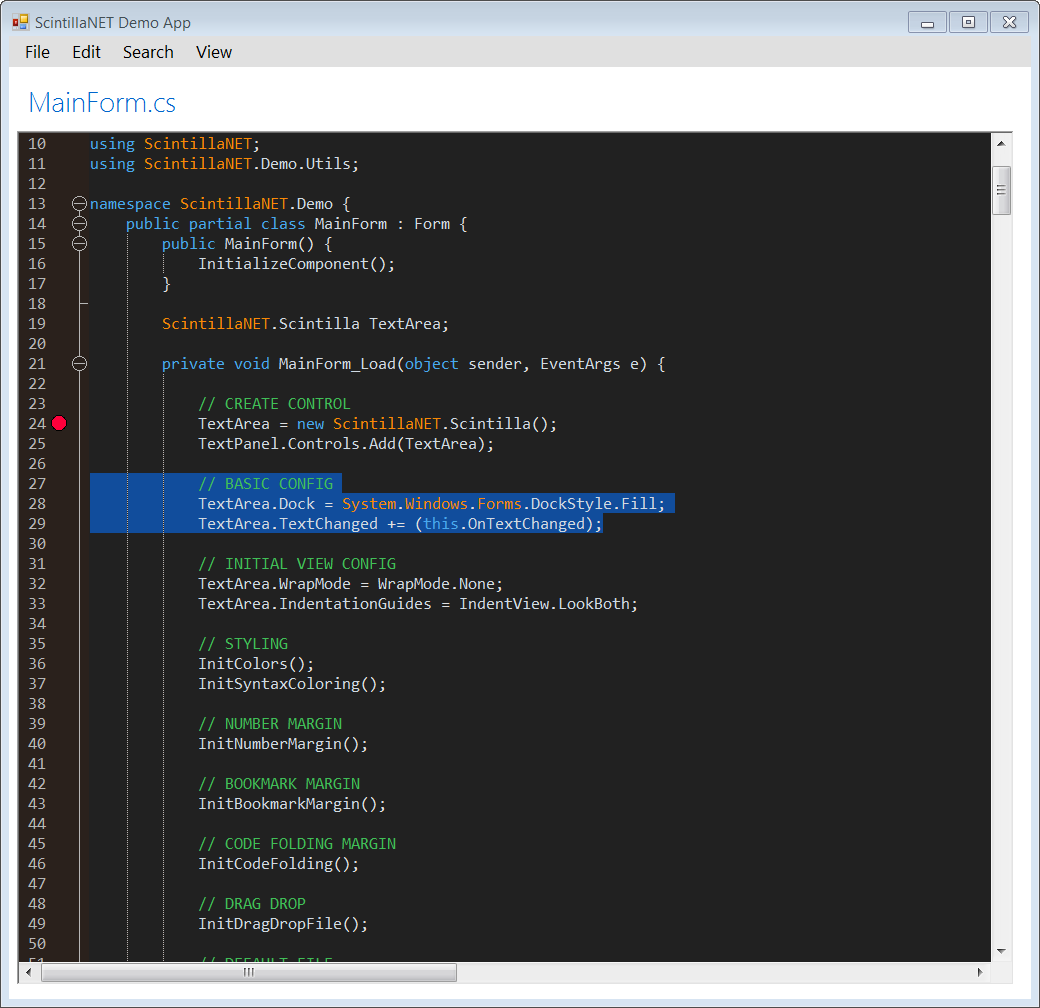 ScintillaNET Demo App
File Edit Search View
MainForm.cs
10 using ScintillaNET;
11 using ScintillaNET.Demo.Utils;
12
13 namespace ScintillaNET.Demo {
14 public partial class MainForm : Form {
15 public MainForm() {
16 InitializeComponent();
17 }
18
19 ScintillaNET.Scintilla TextArea;
20
21 private void MainForm_Load(object sender, EventArgs e) {
22
23 // CREATE CONTROL
24 TextArea = new ScintillaNET.Scintilla();
25 TextPanel.Controls.Add(TextArea);
26
27 // BASIC CONFIG
28 TextArea.Dock = System.Windows.Forms.DockStyle.Fill;
29 TextArea.TextChanged += (this.OnTextChanged);
30
31 // INITIAL VIEW CONFIG
32 TextArea.WrapMode = WrapMode.None;
33 TextArea.IndentationGuides = IndentView.LookBoth;
34
35 // STYLING
36 InitColors();
37 InitSyntaxColoring();
38
39 // NUMBER MARGIN
40 InitNumberMargin();
41
42 // BOOKMARK MARGIN
43 InitBookmarkMargin();
44
45 // CODE FOLDING MARGIN
46 InitCodeFolding();
47
48 // DRAG DROP
49 InitDragDropFile();
50
51 // DEFAULT FILE